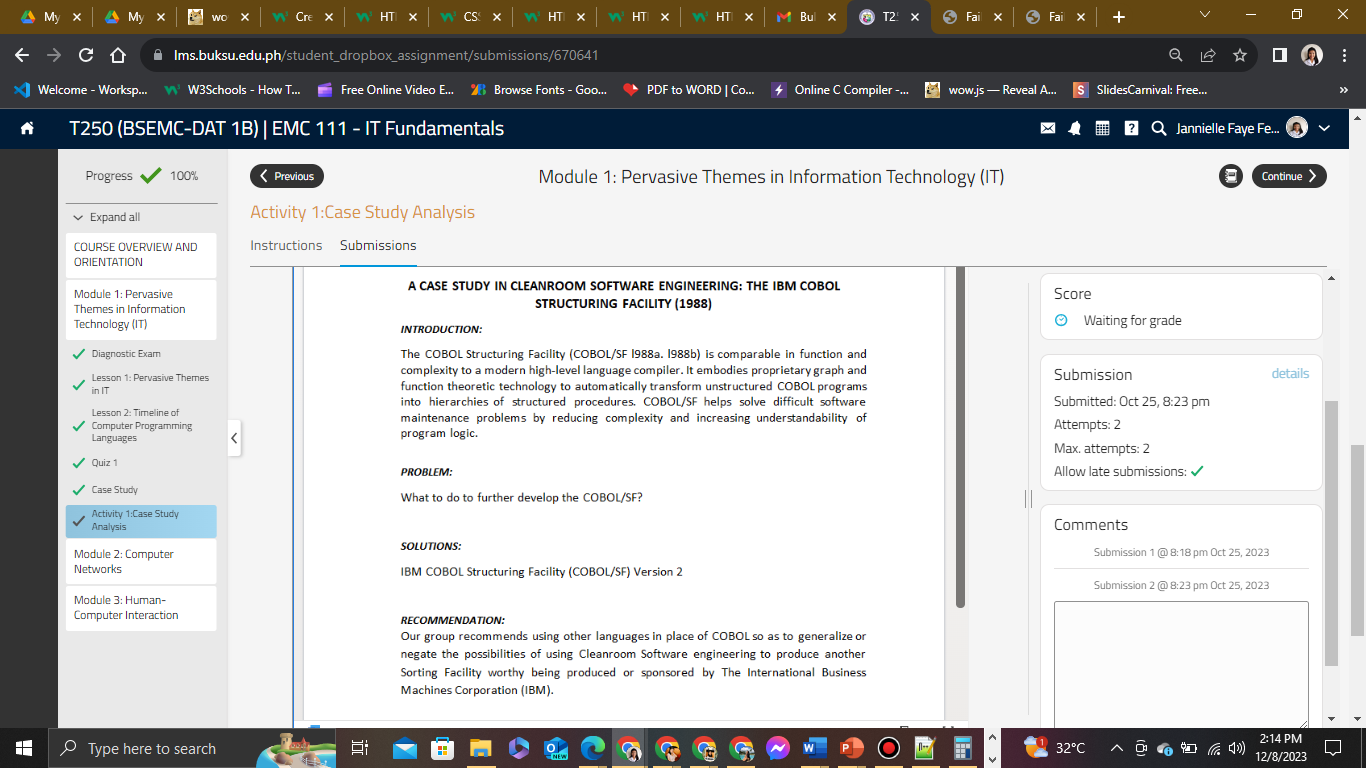 My
My
wo
Cre
HTI
CSS
HTI
HTI
HTI
Bul
T2
Fai
Fai
lms.buksu.edu.ph/student_dropbox_assignment/submissions/670641
Welcome - Worksp...
W3Schools - How T...
Free Online Video E...
Browse Fonts - Goo...
PDF to WORD | Co...
Online C Compiler -...
wow.js — Reveal A...
SlidesCarnival: Free...
»
T250 (BSEMC-DAT 1B) | EMC 111 - IT Fundamentals
Jannielle Faye Fe...
Progress 100%
Previous
Module 1: Pervasive Themes in Information Technology (IT)
Continue
Expand all
COURSE OVERVIEW AND
ORIENTATION
Module 1: Pervasive
Themes in Information
Technology (IT)
Diagnostic Exam
Lesson 1: Pervasive Themes
in IT
Lesson 2: Timeline of
Computer Programming
Languages
Quiz 1
Case Study
Activity 1:Case Study
Analysis
Module 2: Computer
Networks
Module 3: Human-
Computer Interaction
Activity 1:Case Study Analysis
Instructions
Submissions
A CASE STUDY IN CLEANROOM SOFTWARE ENGINEERING: THE IBM COBOL
STRUCTURING FACILITY (1988)
INTRODUCTION:
The COBOL Structuring Facility (COBOL/SF l988a. l988b) is comparable in function and
complexity to a modern high-level language compiler. It embodies proprietary graph and
function theoretic technology to automatically transform unstructured COBOL programs
into hierarchies of structured procedures. COBOL/SF helps solve difficult software
maintenance problems by reducing complexity and increasing understandability of
program logic.
PROBLEM:
What to do to further develop the COBOL/SF?
SOLUTIONS:
IBM COBOL Structuring Facility (COBOL/SF) Version 2
RECOMMENDATION:
Our group recommends using other languages in place of COBOL so as to generalize or
negate the possibilities of using Cleanroom Software engineering to produce another
Sorting Facility worthy being produced or sponsored by The International Business
Machines Corporation (IBM).
Score
Waiting for grade
Submission
details
Submitted: Oct 25, 8:23 pm
Attempts: 2
Max. attempts: 2
Allow late submissions:
Comments
Submission 1 @ 8:18 pm Oct 25, 2023
Submission 2 @ 8:23 pm Oct 25, 2023
Type here to search
NEW
1
32°C
2:14 PM
12/8/2023